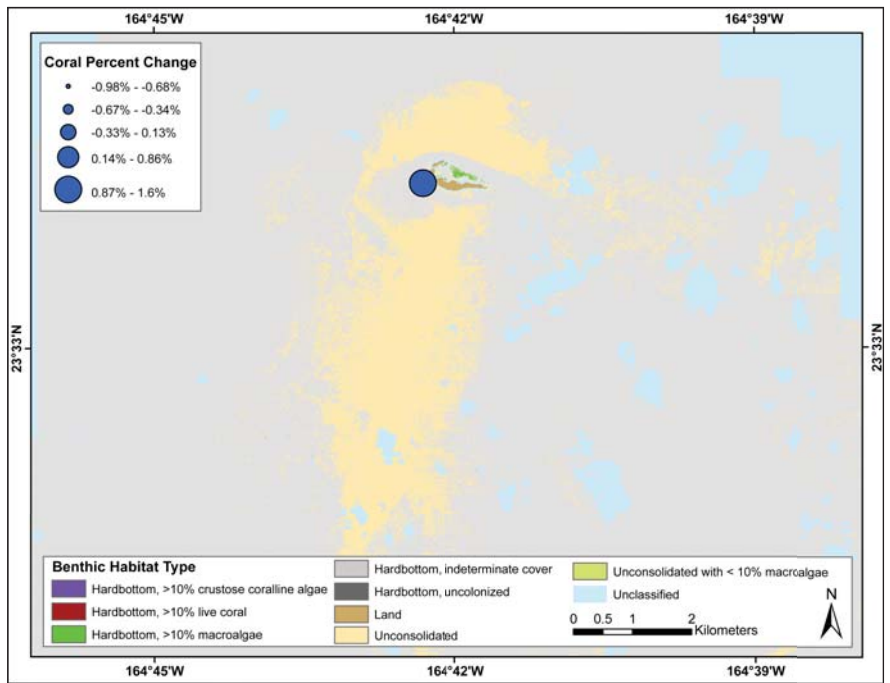 164°45'W 164°42'W 164°39'W
Coral Percent Change
-0.98% - -0.68%
-0.67% - -0.34%
-0.33% - 0.13%
0.14% - 0.86%
0.87% - 1.6%
23°33'N 23°33'N
Benthic Habitat Type
Hardbottom, >10% crustose coralline algae
Hardbottom, >10% live coral
Hardbottom, >10% macroalgae
Hardbottom, indeterminate cover
Hardbottom, uncolonized
Land
Unconsolidated
Unconsolidated with < 10% macroalgae
Unclassified
N
0 0.5 1 2
Kilometers
164°45'W 164°42'W 164°39'W